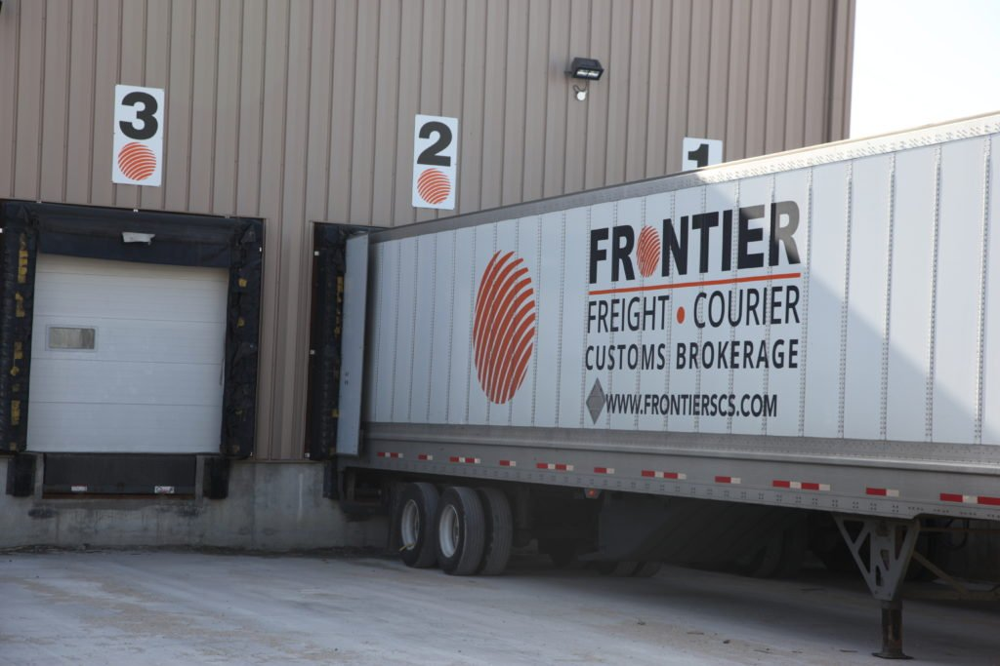 3
2
1
FRONTIER
FREIGHT • COURIER
CUSTOMS BROKERAGE
WWW.FRONTIERSCS.COM